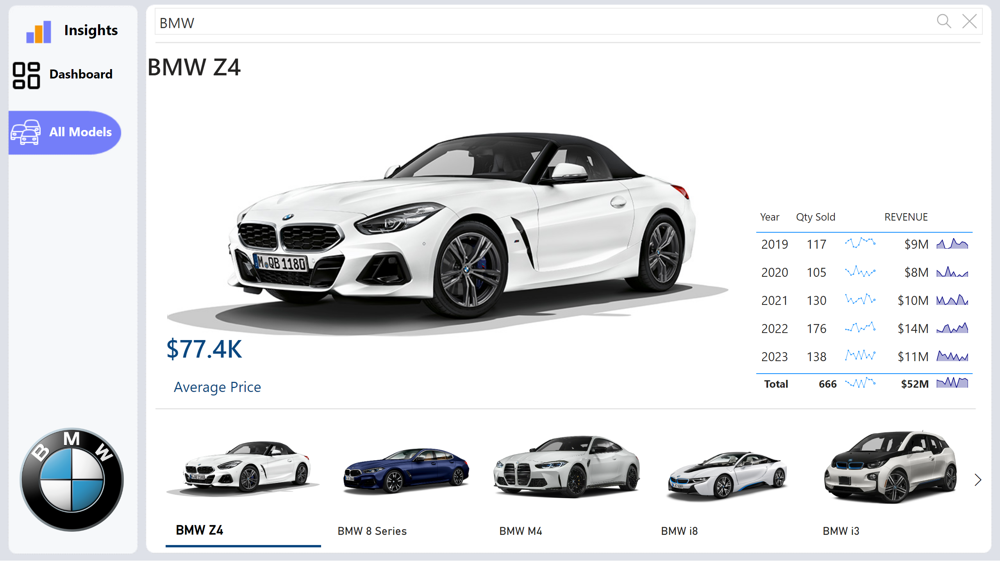 Insights
Dashboard
All Models
B M W
BMW
BMW Z4
M QB 1180
$77.4K
Average Price
Year Qty Sold REVENUE
2019 117 $9M
2020 105 $8M
2021 130 $10M
2022 176 $14M
2023 138 $11M
Total 666 $52M
BMW Z4
BMW 8 Series
BMW M4
BMW i8
BMW i3